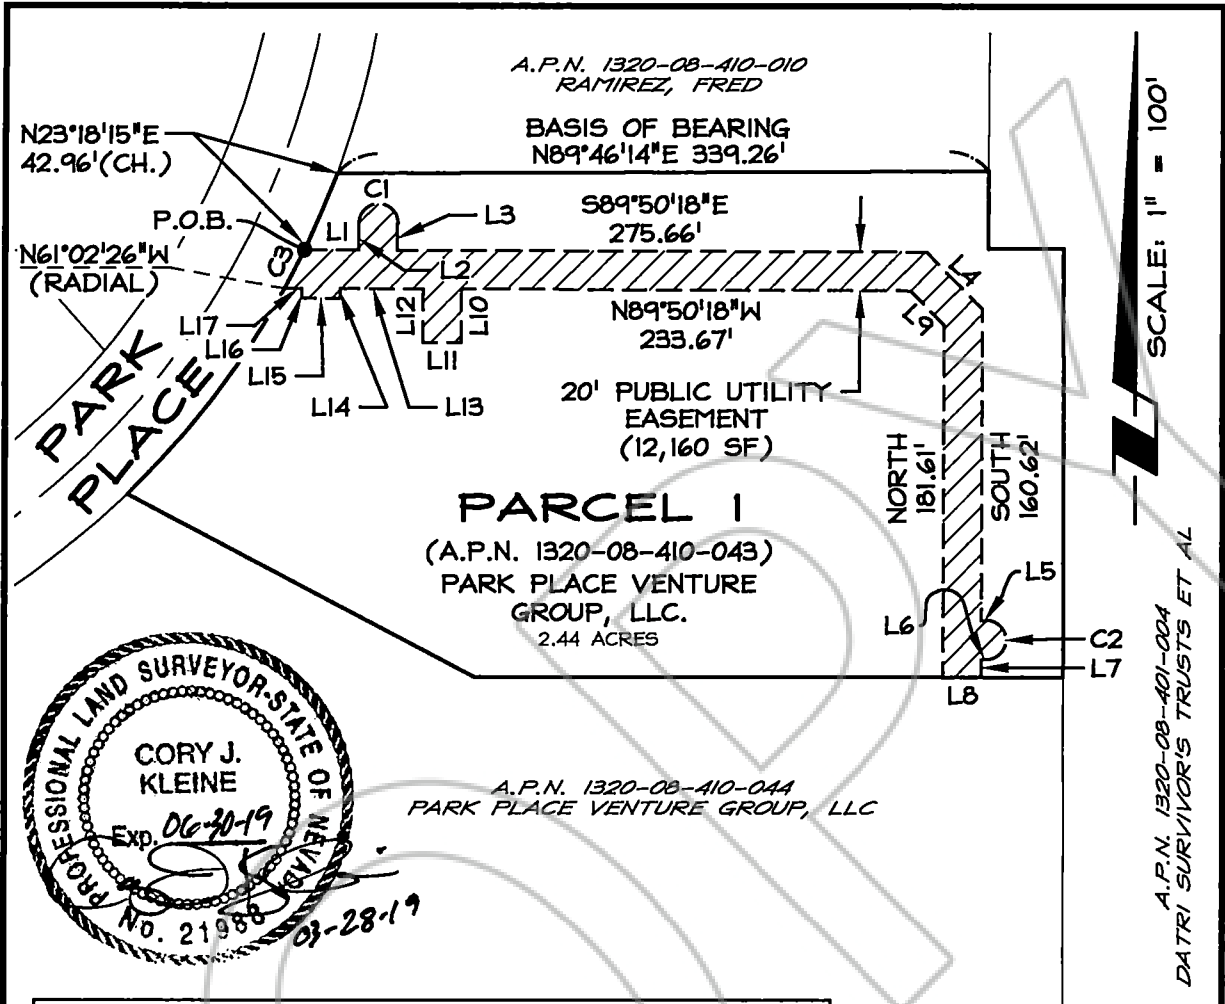 A.P.N. 1320-08-410-010
RAMIREZ, FRED
BASIS OF BEARING
N89°46'14"E 339.26'
N23°18'15"E
42.96'(CH.)
P.O.B.
N61°02'26"W
(RADIAL)
C3
L1
C1
L2
L3
S89°50'18"E
275.66'
L4
L9
N89°50'18"W
233.67'
L17
L16
L15
L14
L13
L12
L11
L10
20' PUBLIC UTILITY
EASEMENT
(12,160 SF)
PARK
PLACE
NORTH
181.61'
SOUTH
160.62'
PARCEL 1
(A.P.N. 1320-08-410-043)
PARK PLACE VENTURE
GROUP, LLC.
2.44 ACRES
L5
L6
C2
L7
L8
SCALE: 1" = 100'
A.P.N. 1320-08-401-004
DATRI SURVIVOR'S TRUSTS ET AL
A.P.N. 1320-08-410-044
PARK PLACE VENTURE GROUP, LLC
PROFESSIONAL LAND SURVEYOR-STATE OF NEVADA
CORY J.
KLEINE
Exp. 06-30-19
No. 21988
03-28-19